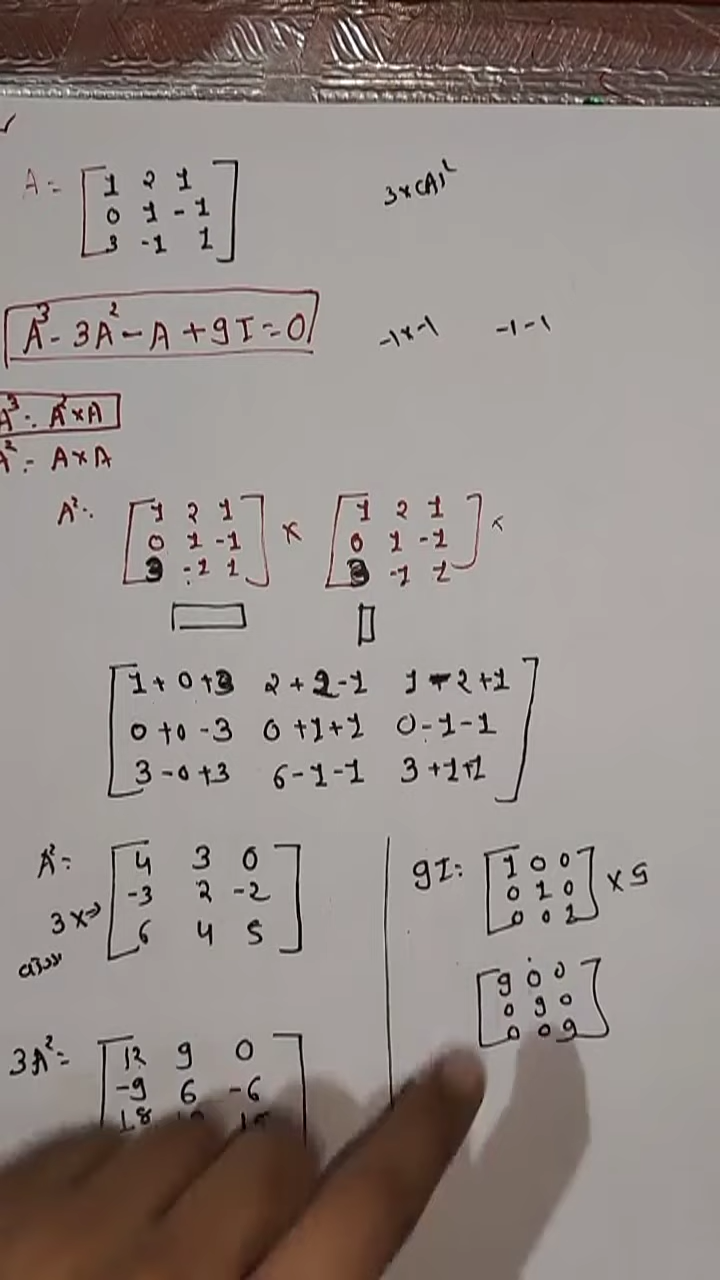 A = [ 1 2 1
0 1 -1
3 -1 1 ]
3×(A)²
A³ - 3A² - A + 9I = 0
-1×-1 -1-1
A³ = A²×A
A² = A×A
A² = [ 1 2 1
0 1 -1
3 -1 1 ] × [ 1 2 1
0 1 -1
3 -1 1 ] ×
[ 1+0+3 2+2-1 1-2+1
0+0-3 0+1+1 0-1-1
3-0+3 6-1-1 3+1+1 ]
A² = [ 4 3 0
-3 2 -2
6 4 5 ]
3×⇒
9I = [ 1 0 0
0 1 0
0 0 1 ] × 9
[ 9 0 0
0 9 0
0 0 9 ]
3A² = [ 12 9 0
-9 6 -6
18